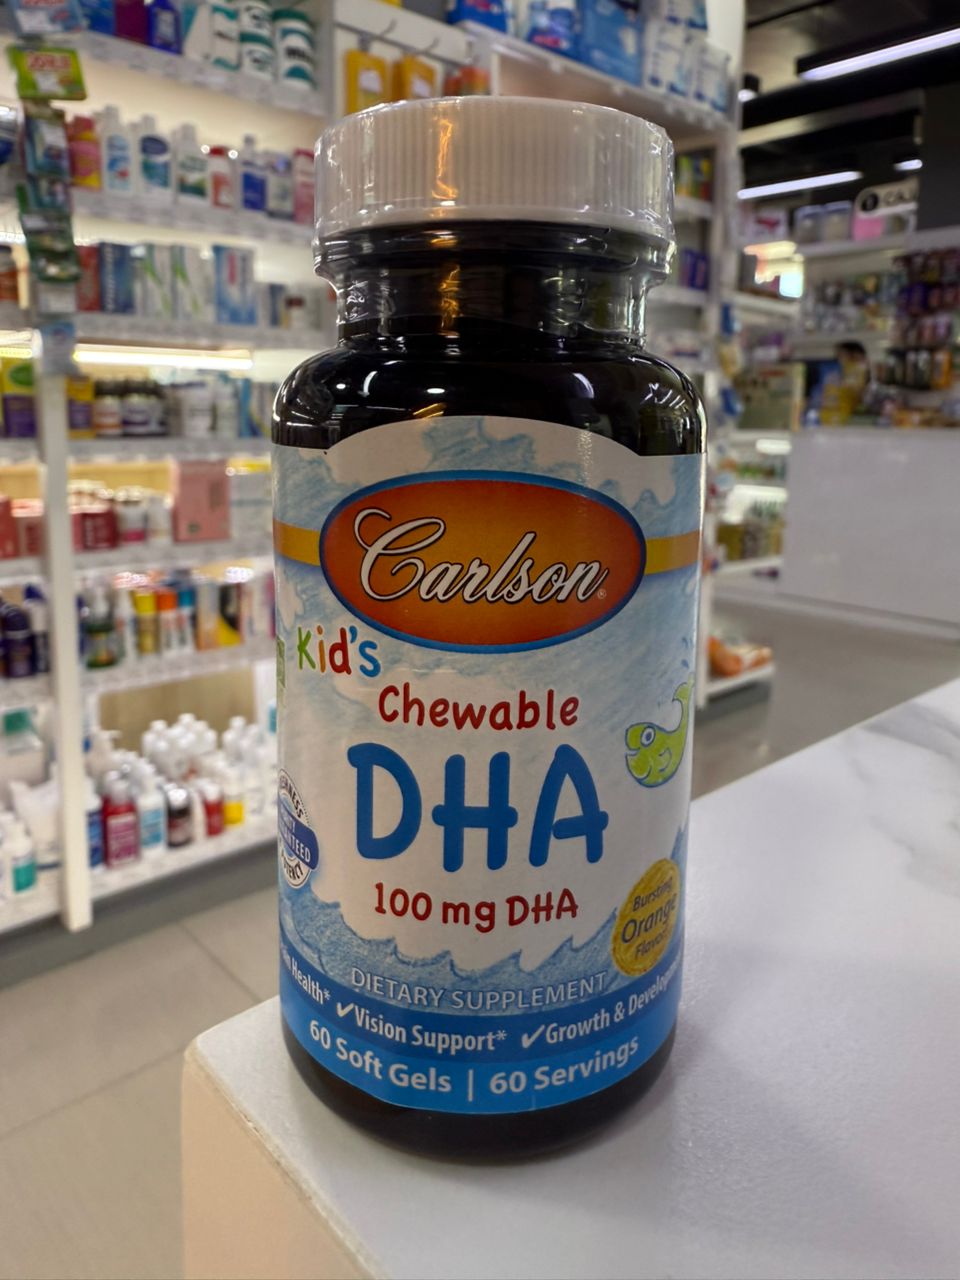 Carlson®
Kid's
Chewable
DHA
100 mg DHA
Bursting
Orange
Flavor
DIETARY SUPPLEMENT
Health* ✔Vision Support* ✔Growth &
60 Soft Gels | 60 Servings